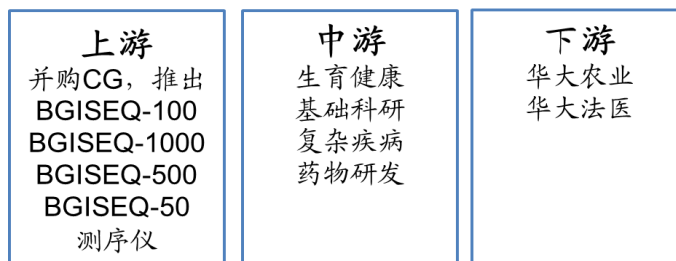 上游
并购CG，推出
BGISEQ-100
BGISEQ-1000
BGISEQ-500
BGISEQ-50
测序仪
中游
生育健康
基础科研
复杂疾病
药物研发
下游
华大农业
华大法医